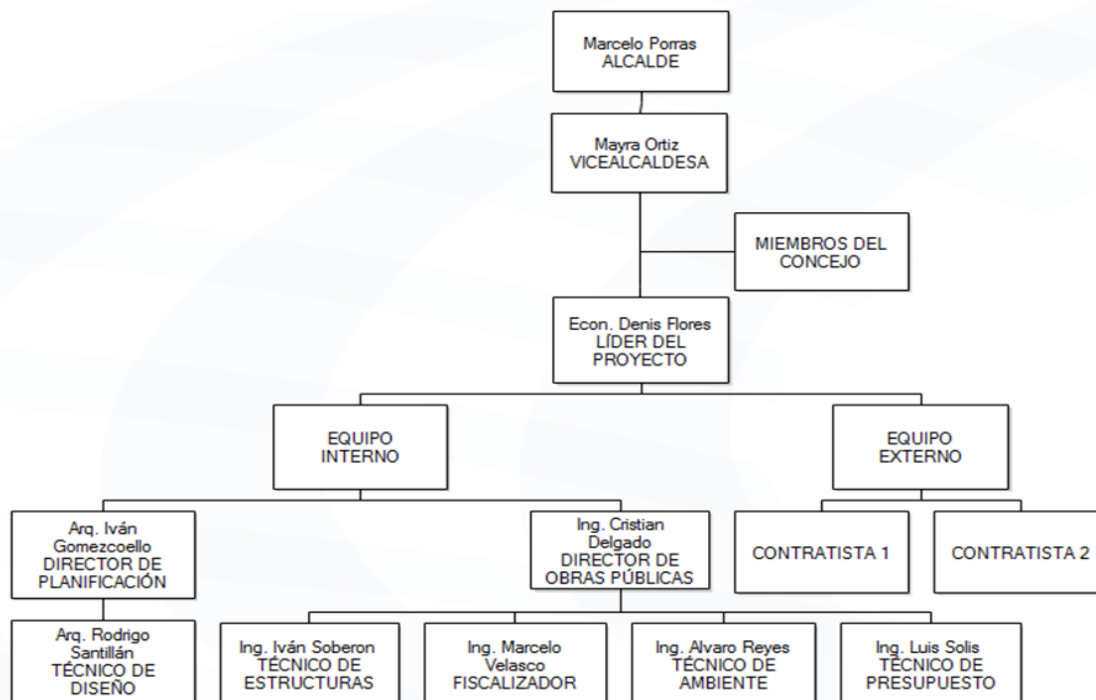 Marcelo Porras
ALCALDE
Mayra Ortiz
VICEALCALDESA
MIEMBROS DEL
CONCEJO
Econ. Denis Flores
LÍDER DEL
PROYECTO
EQUIPO
INTERNO
EQUIPO
EXTERNO
Arq. Iván
Gomezcoello
DIRECTOR DE
PLANIFICACIÓN
Ing. Cristian
Delgado
DIRECTOR DE
OBRAS PÚBLICAS
CONTRATISTA 1
CONTRATISTA 2
Arq. Rodrigo
Santillán
TÉCNICO DE
DISEÑO
Ing. Iván Soberon
TÉCNICO DE
ESTRUCTURAS
Ing. Marcelo
Velasco
FISCALIZADOR
Ing. Alvaro Reyes
TÉCNICO DE
AMBIENTE
Ing. Luis Solis
TÉCNICO DE
PRESUPUESTO